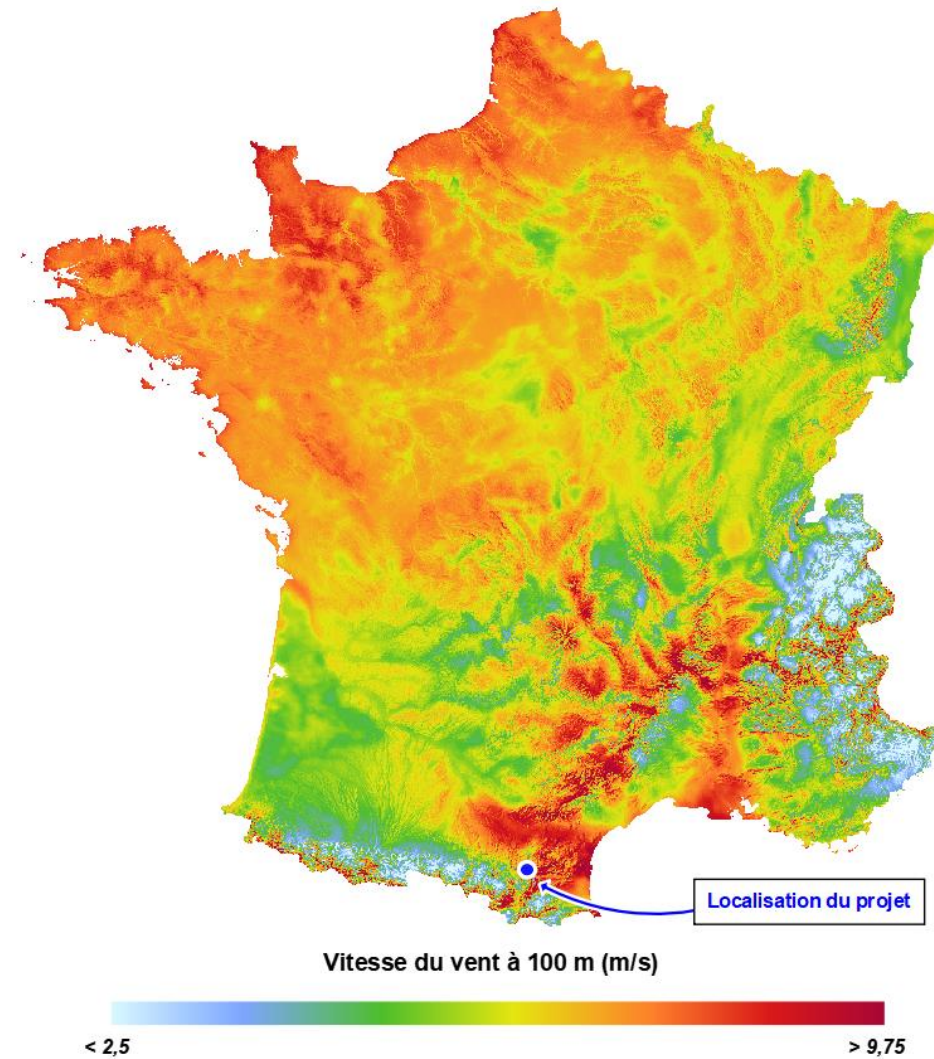 Localisation du projet
Vitesse du vent à 100 m (m/s)
< 2,5
> 9,75